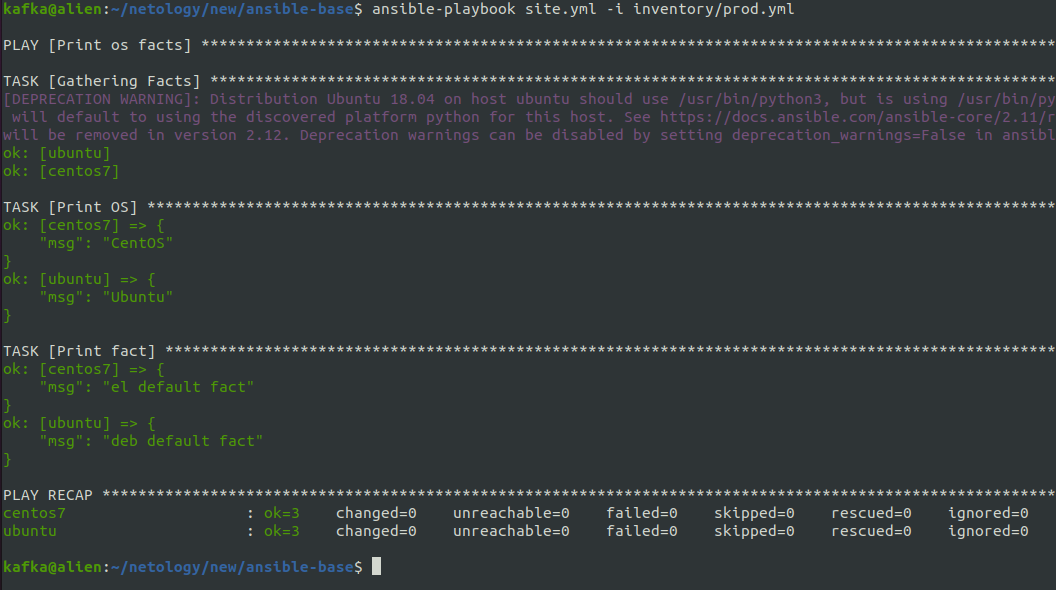 kafka@alien:~/netology/new/ansible-base$ ansible-playbook site.yml -i inventory/prod.yml
PLAY [Print os facts] ***********************************************************************************************
TASK [Gathering Facts] **********************************************************************************************
[DEPRECATION WARNING]: Distribution Ubuntu 18.04 on host ubuntu should use /usr/bin/python3, but is using /usr/bin/py
 will default to using the discovered platform python for this host. See https://docs.ansible.com/ansible-core/2.11/r
will be removed in version 2.12. Deprecation warnings can be disabled by setting deprecation_warnings=False in ansibl
ok: [ubuntu]
ok: [centos7]
TASK [Print OS] *****************************************************************************************************
ok: [centos7] => {
    "msg": "CentOS"
}
ok: [ubuntu] => {
    "msg": "Ubuntu"
}
TASK [Print fact] ***************************************************************************************************
ok: [centos7] => {
    "msg": "el default fact"
}
ok: [ubuntu] => {
    "msg": "deb default fact"
}
PLAY RECAP **********************************************************************************************************
centos7                    : ok=3    changed=0    unreachable=0    failed=0    skipped=0    rescued=0    ignored=0
ubuntu                     : ok=3    changed=0    unreachable=0    failed=0    skipped=0    rescued=0    ignored=0
kafka@alien:~/netology/new/ansible-base$